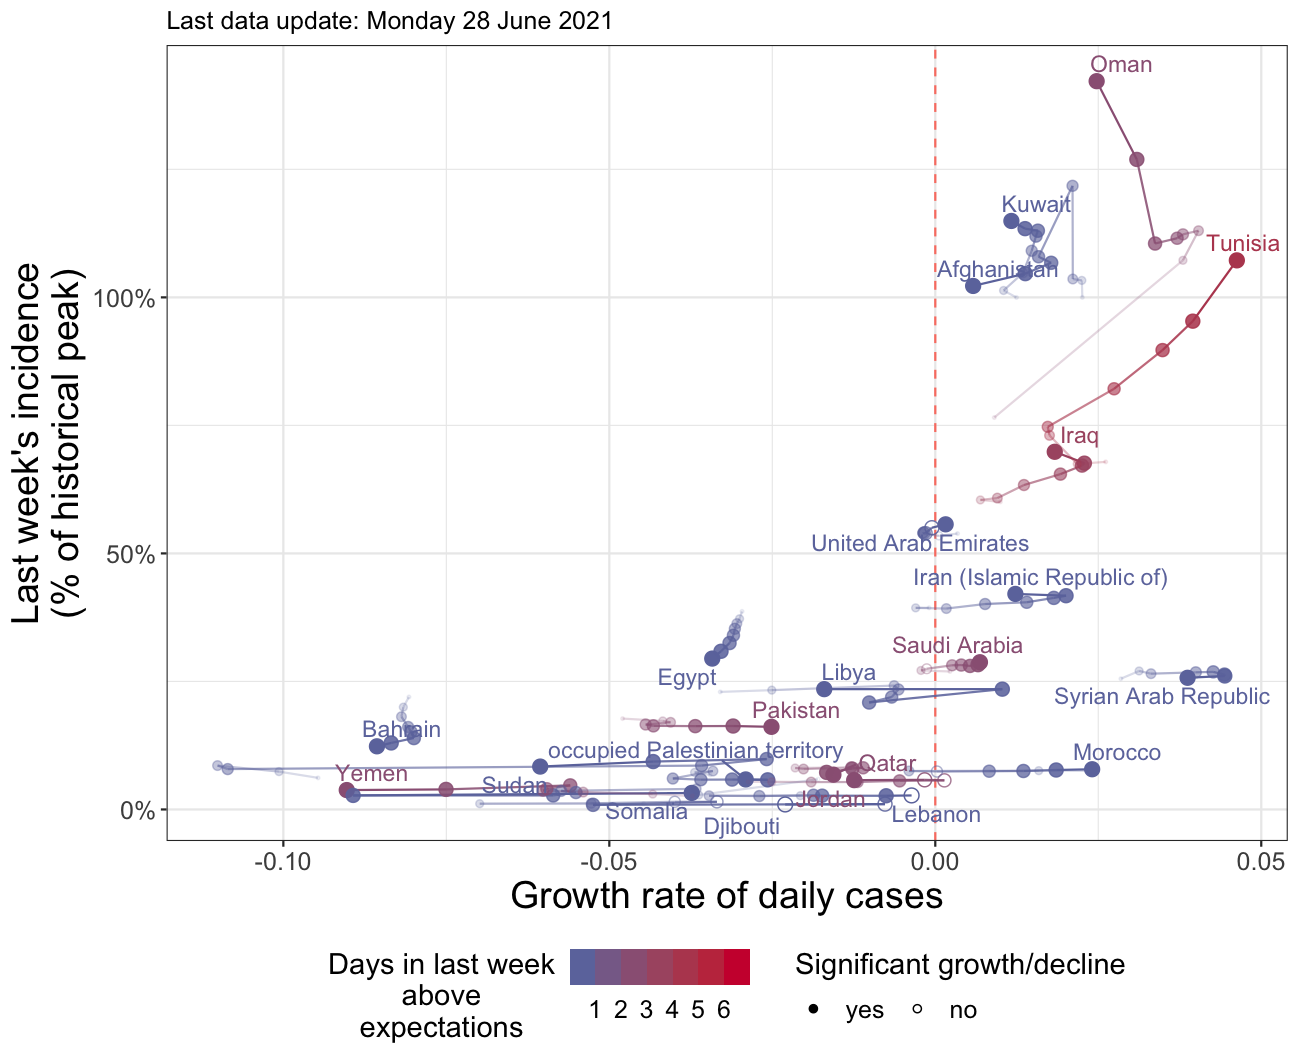 Last data update: Monday 28 June 2021
Oman
Kuwait
Tunisia
Afghanistan
Last week's incidence
(% of historical peak)
100%
Iraq
50%
United Arab Emirates
Iran (Islamic Republic of)
Saudi Arabia
Egypt
Libya
Syrian Arab Republic
Pakistan
Bahrain
occupied Palestinian territory
Morocco
Yemen
Qatar
Sudan
Jordan
0%
Somalia
Lebanon
Djibouti
-0.10
-0.05
0.00
0.05
Growth rate of daily cases
Days in last week
above
expectations
1 2 3 4 5 6
Significant growth/decline
yes
no